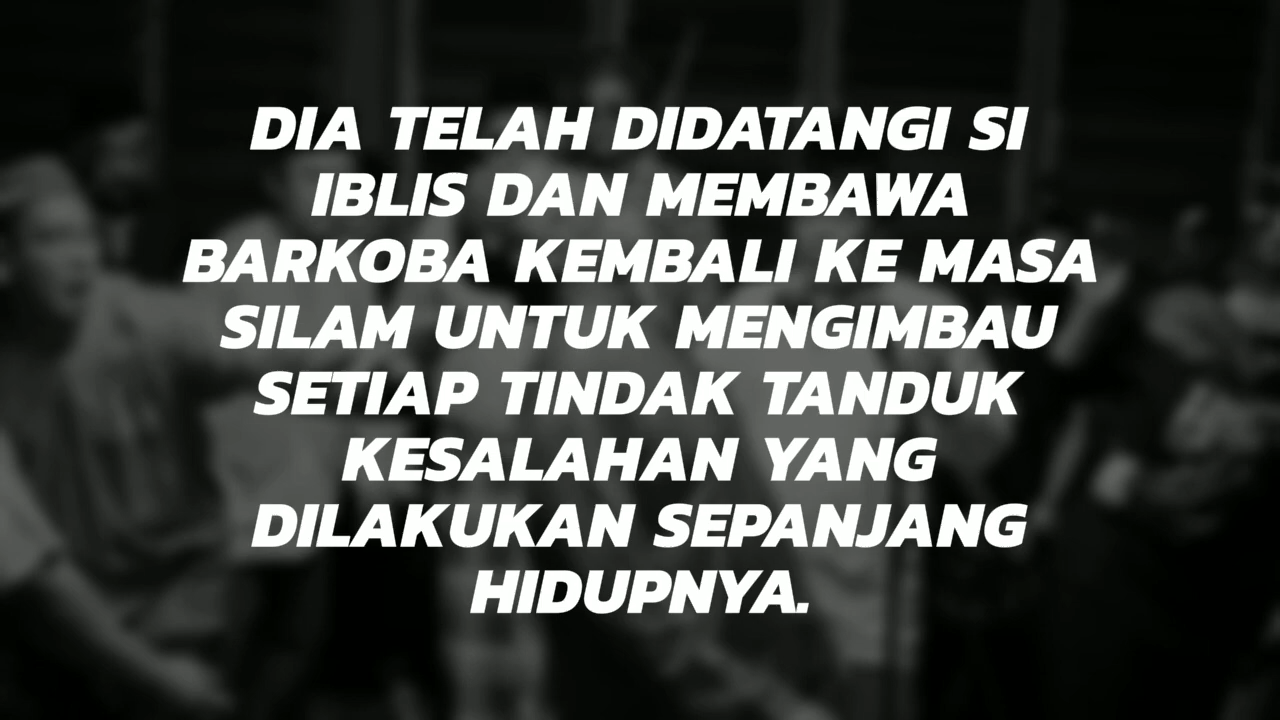 DIA TELAH DIDATANGI SI
IBLIS DAN MEMBAWA
BARKOBA KEMBALI KE MASA
SILAM UNTUK MENGIMBAU
SETIAP TINDAK TANDUK
KESALAHAN YANG
DILAKUKAN SEPANJANG
HIDUPNYA.